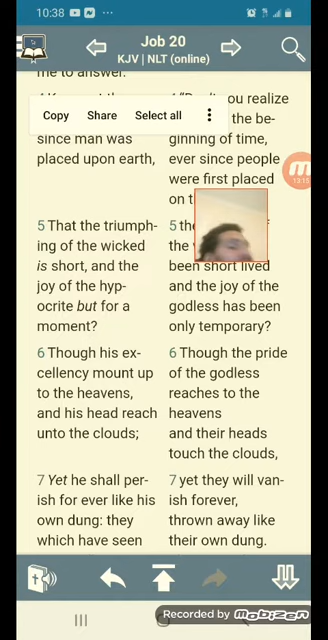 10:38
Job 20
KJV | NLT (online)
me to answer.
Copy Share Select all
since man was
placed upon earth,
5 That the triumph-
ing of the wicked
is short, and the
joy of the hyp-
ocrite but for a
moment?
6 Though his ex-
cellency mount up
to the heavens,
and his head reach
unto the clouds;
7 Yet he shall per-
ish for ever like his
own dung: they
which have seen
you realize
the be-
ginning of time,
ever since people
were first placed
on
5
the
been short lived
and the joy of the
godless has been
only temporary?
6 Though the pride
of the godless
reaches to the
heavens
and their heads
touch the clouds,
7 yet they will van-
ish forever,
thrown away like
their own dung.
13:15
Recorded by mobizen